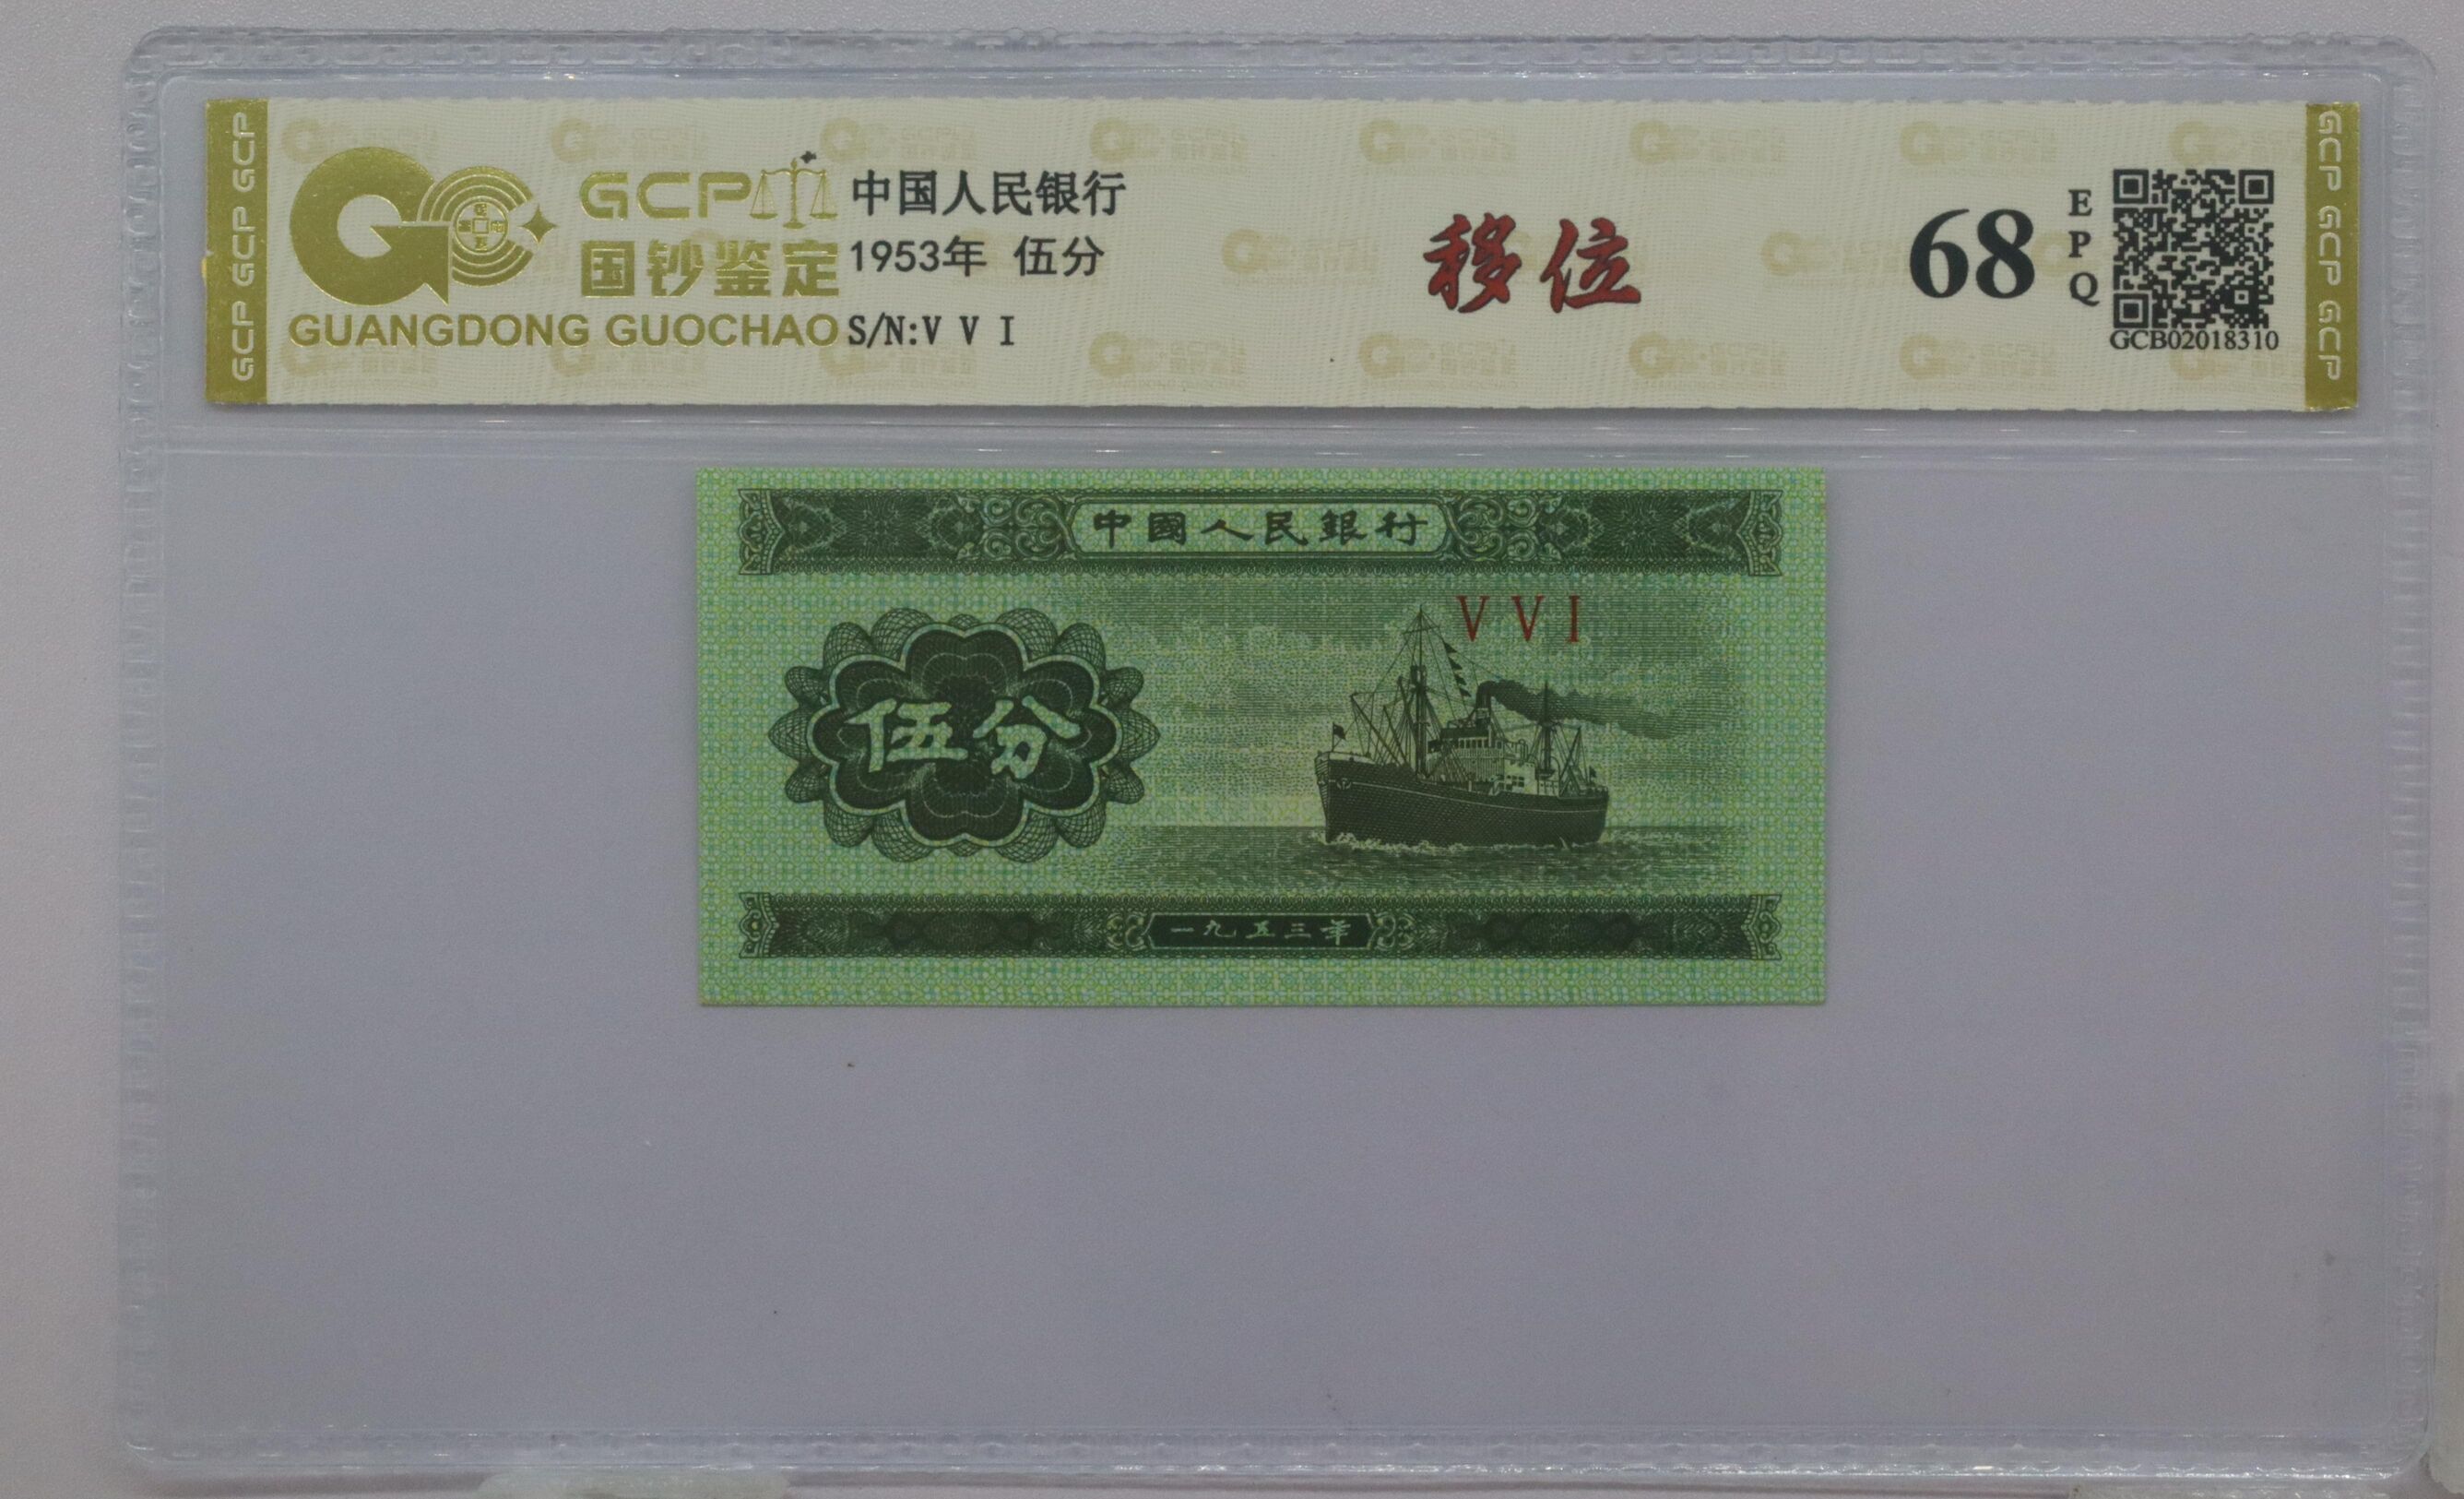 GCP GCP GCP
GCP
国钞鉴定
GUANGDONG GUOCHAO
中国人民银行
1953年 伍分
S/N:V V I
移位
68
EPQ
GCB02018310
GCP GCP GCP
中國人民銀行
V V I
伍分
一九五三年